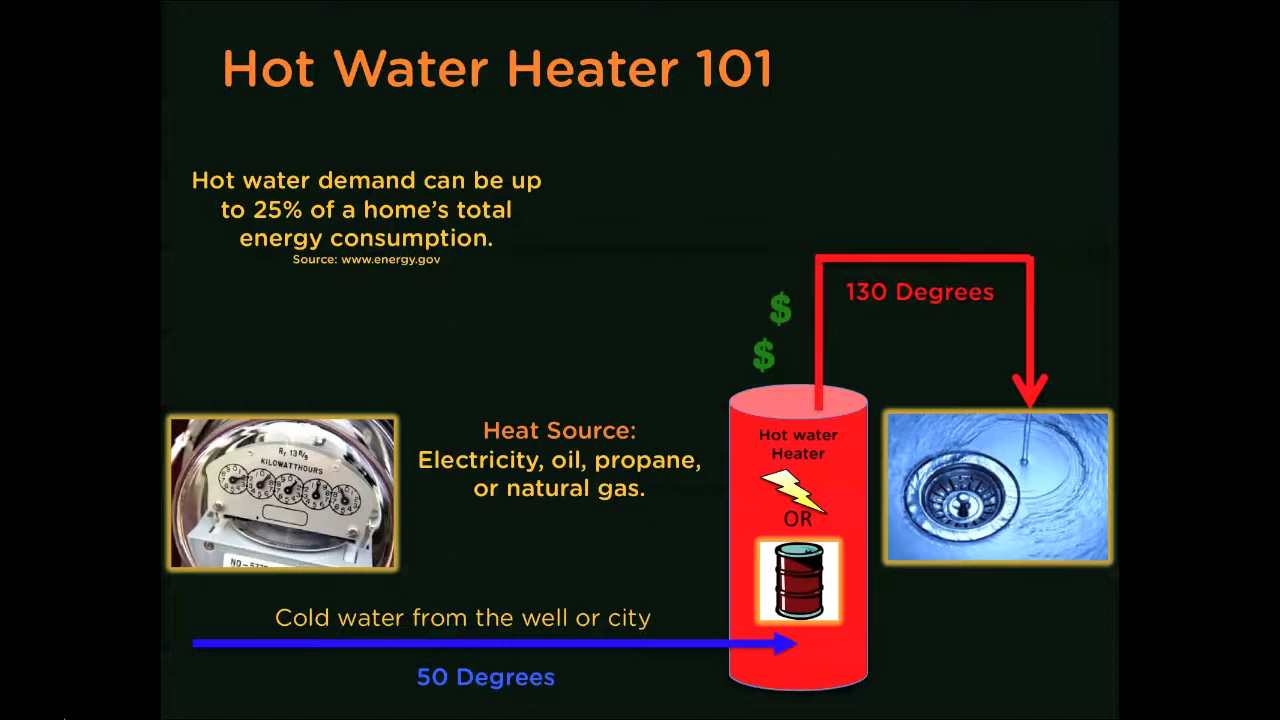 Hot Water Heater 101
Hot water demand can be up
to 25% of a home's total
energy consumption.
Source: www.energy.gov
130 Degrees
$
$
Heat Source:
Electricity, oil, propane,
or natural gas.
Hot water
Heater
OR
KILOWATTHOURS
Cold water from the well or city
50 Degrees